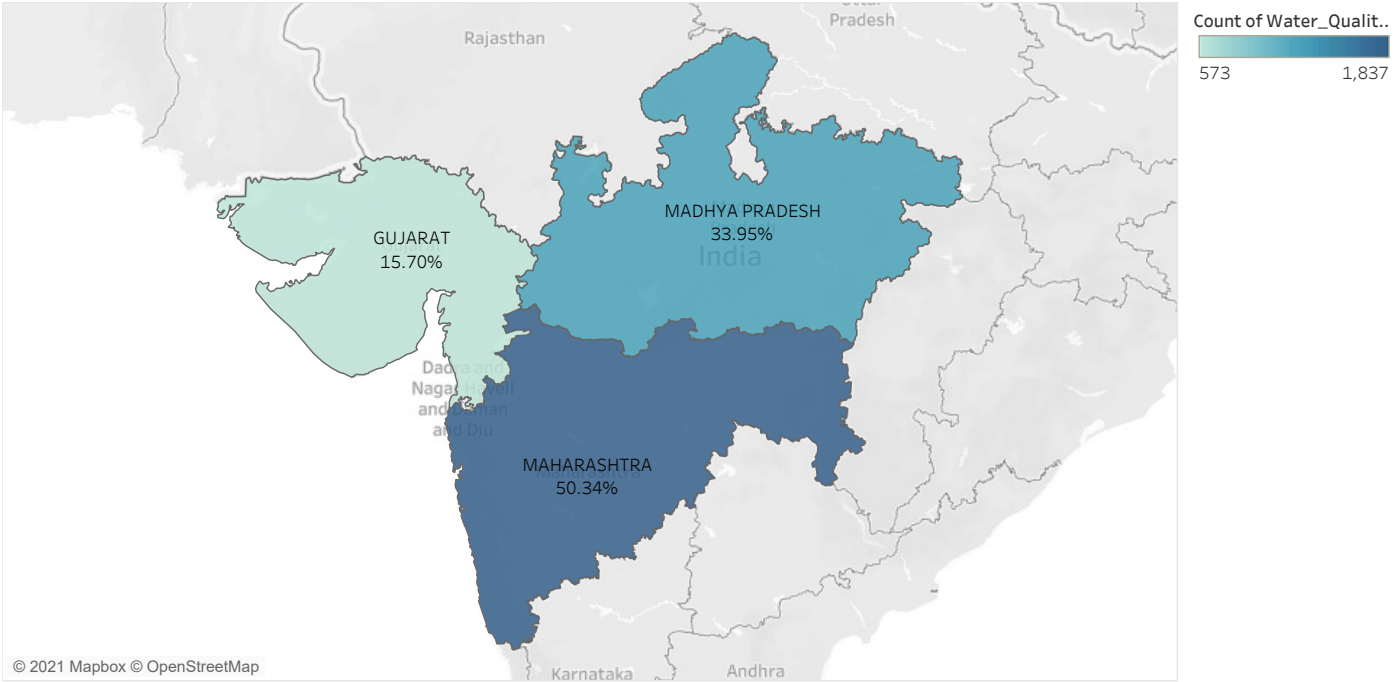 Count of Water_Qualit..
573 1,837
Uttar
Pradesh
Rajasthan
MADHYA PRADESH
33.95%
India
GUJARAT
15.70%
Dadra and
Nagar Haveli
and Daman
and Diu
MAHARASHTRA
50.34%
Karnataka
Andhra
© 2021 Mapbox © OpenStreetMap